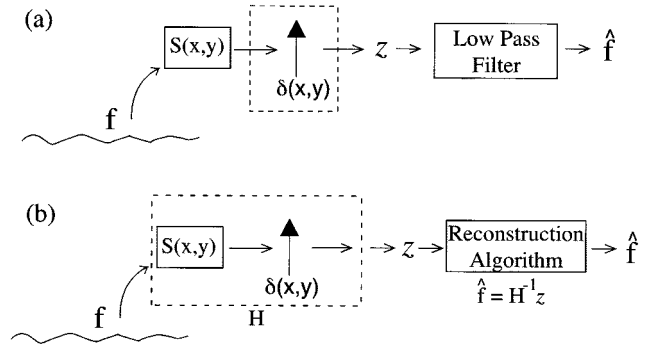 (a)
S(x,y)
δ(x,y)
z
Low Pass
Filter
f̂
f
(b)
S(x,y)
δ(x,y)
H
z
Reconstruction
Algorithm
f̂ = H⁻¹z
f̂
f